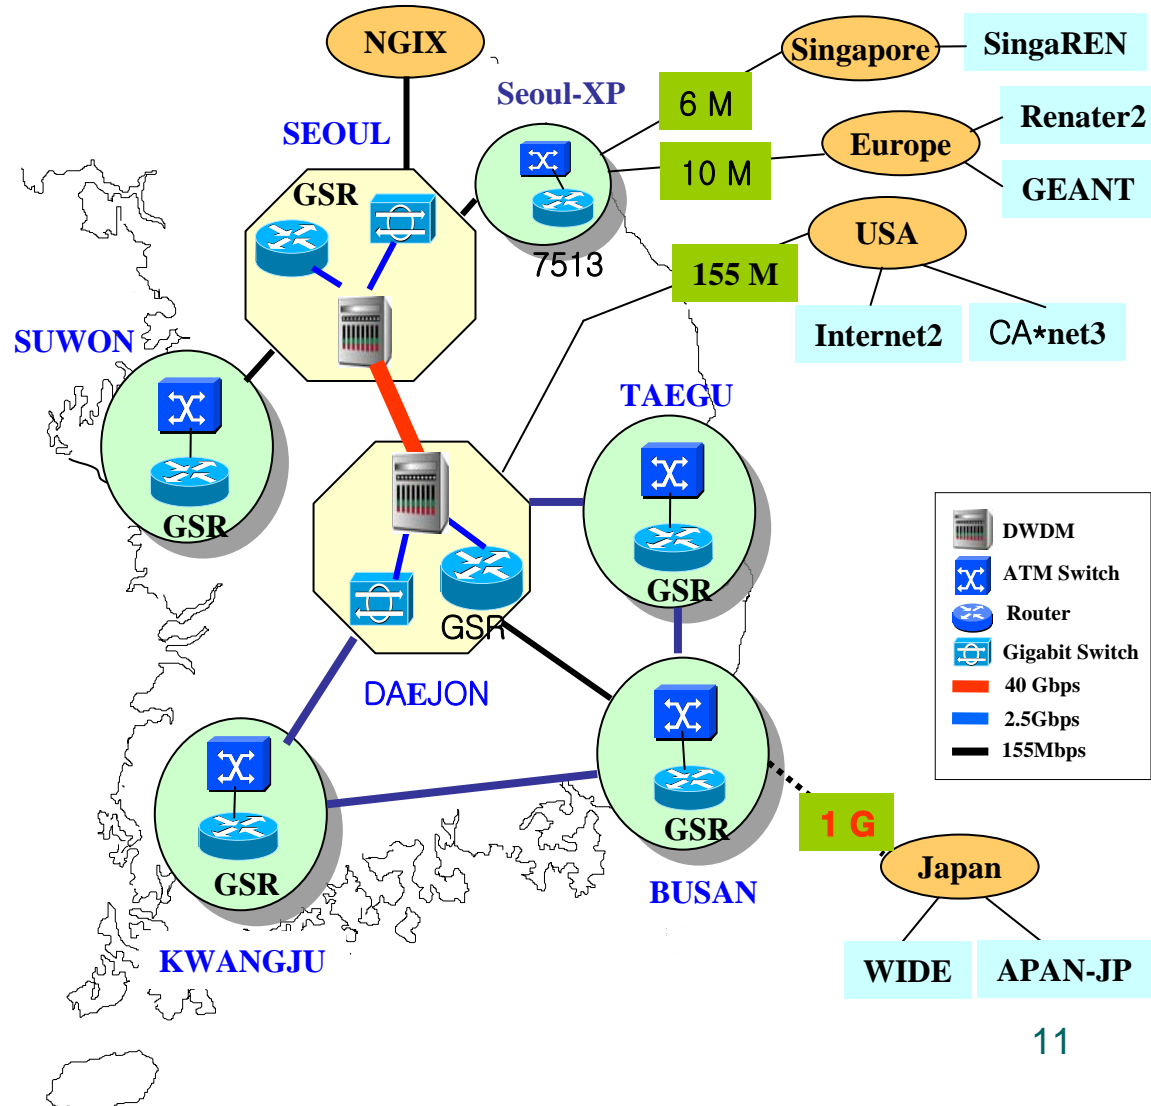 NGIX
Singapore
SingaREN
Seoul-XP
6 M
SEOUL
Renater2
Europe
10 M
GSR
GEANT
USA
7513
155 M
SUWON
Internet2
CA*net3
TAEGU
GSR
DWDM
ATM Switch
GSR
Router
GSR
Gigabit Switch
DAEJON
40 Gbps
2.5Gbps
155Mbps
GSR
1 G
Japan
GSR
BUSAN
KWANGJU
WIDE
APAN-JP
11